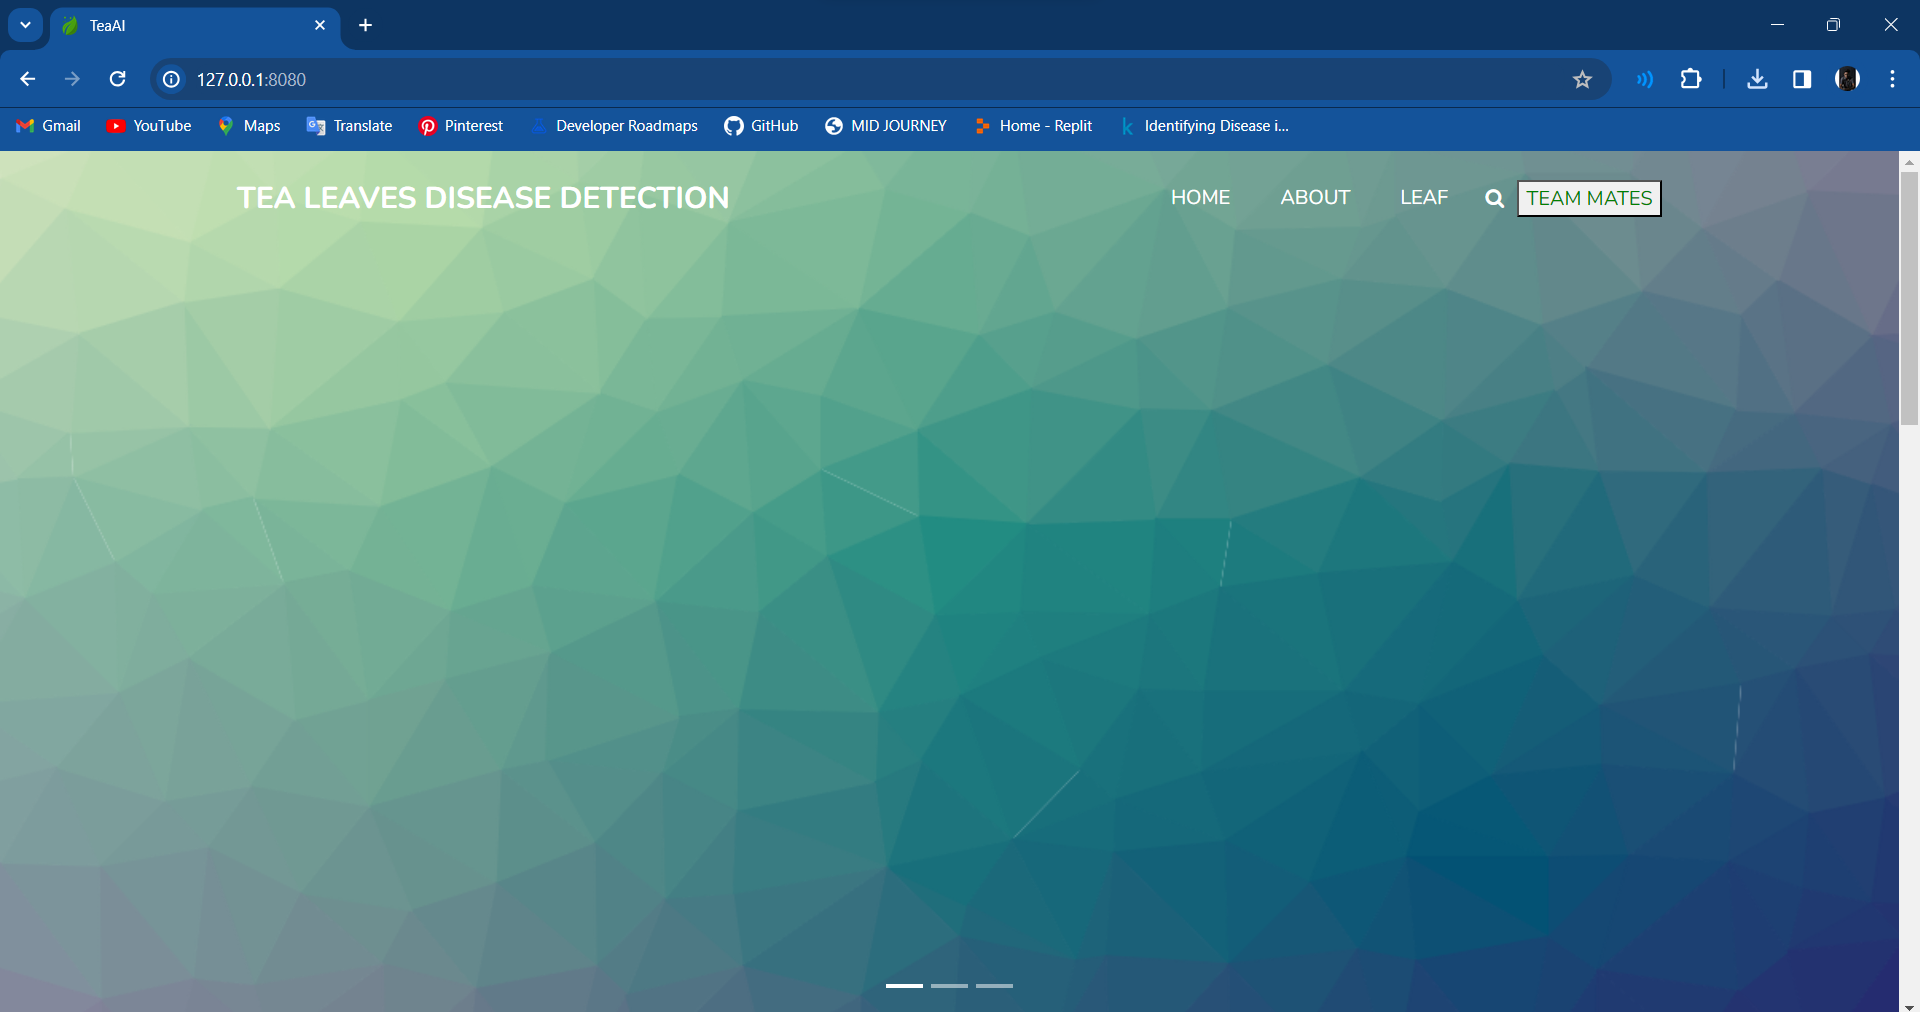 TeaAI
127.0.0.1:8080
Gmail YouTube Maps Translate Pinterest Developer Roadmaps GitHub MID JOURNEY Home - Replit Identifying Disease i...
TEA LEAVES DISEASE DETECTION HOME ABOUT LEAF TEAM MATES